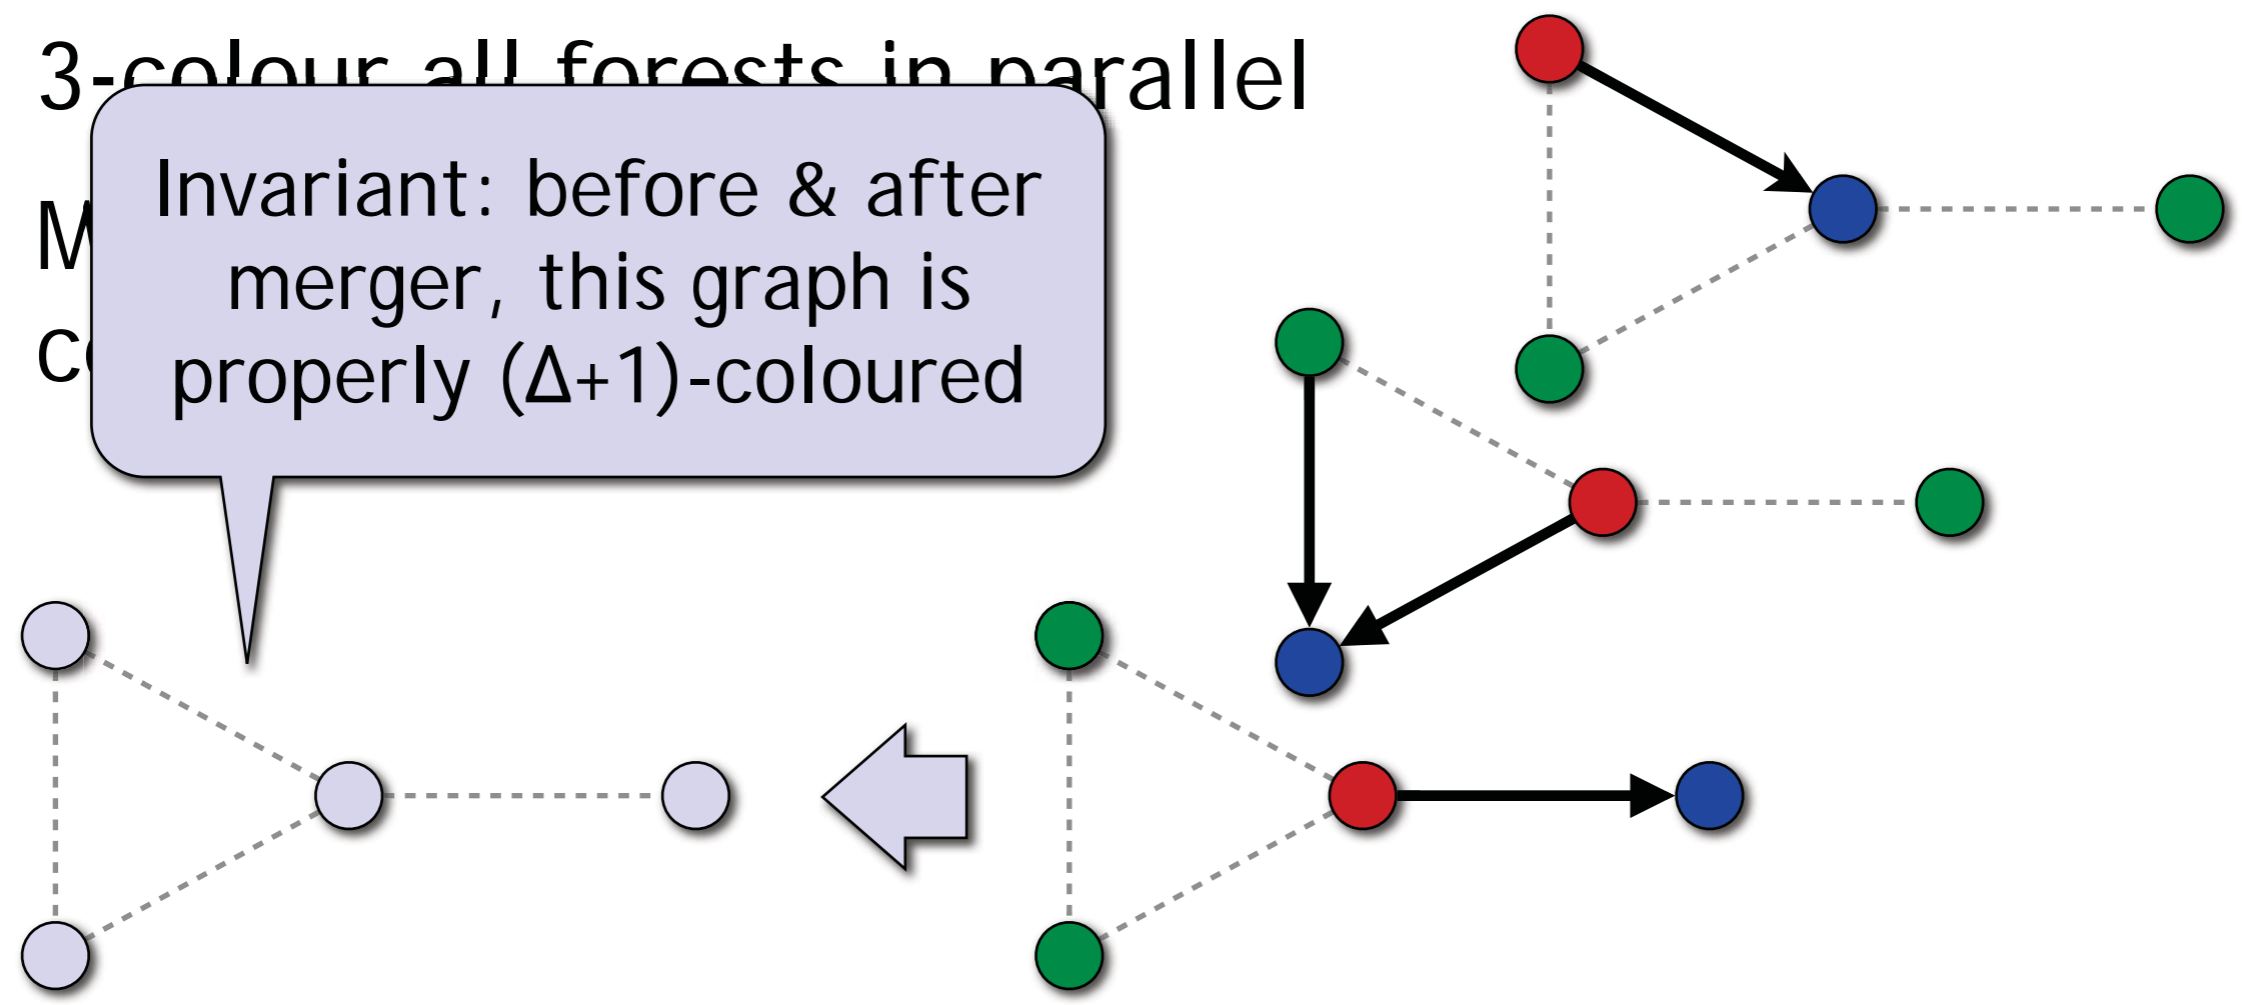 3-colour all forests in parallel
Invariant: before & after
merger, this graph is
properly (Δ+1)-coloured